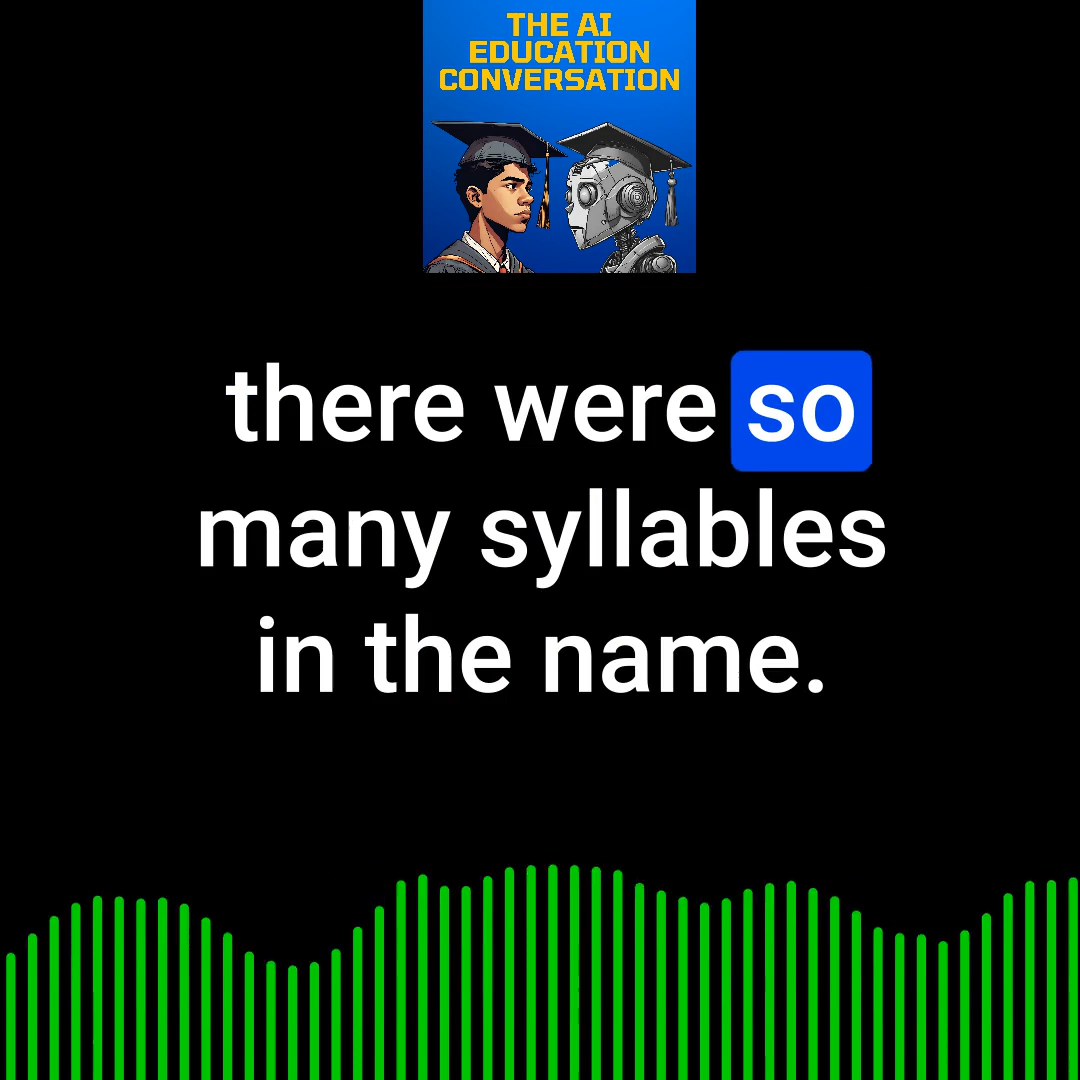 THE AI
EDUCATION
CONVERSATION
there were so
many syllables
in the name.